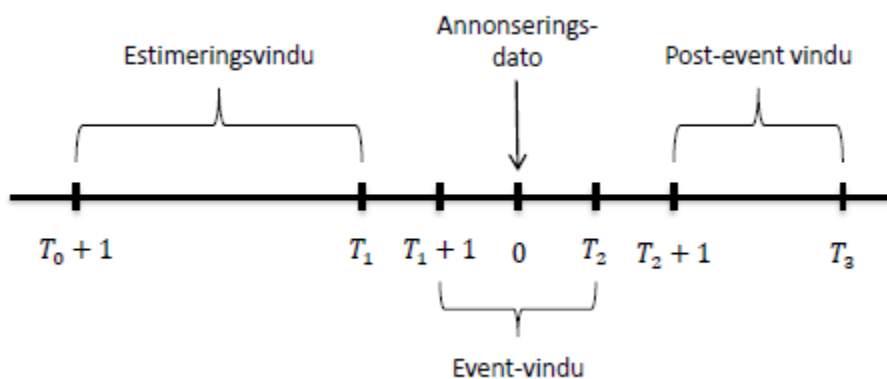 Estimeringsvindu
Annonserings-
dato
Post-event vindu
T₀ + 1
T₁
T₁ + 1
0
T₂
T₂ + 1
T₃
Event-vindu